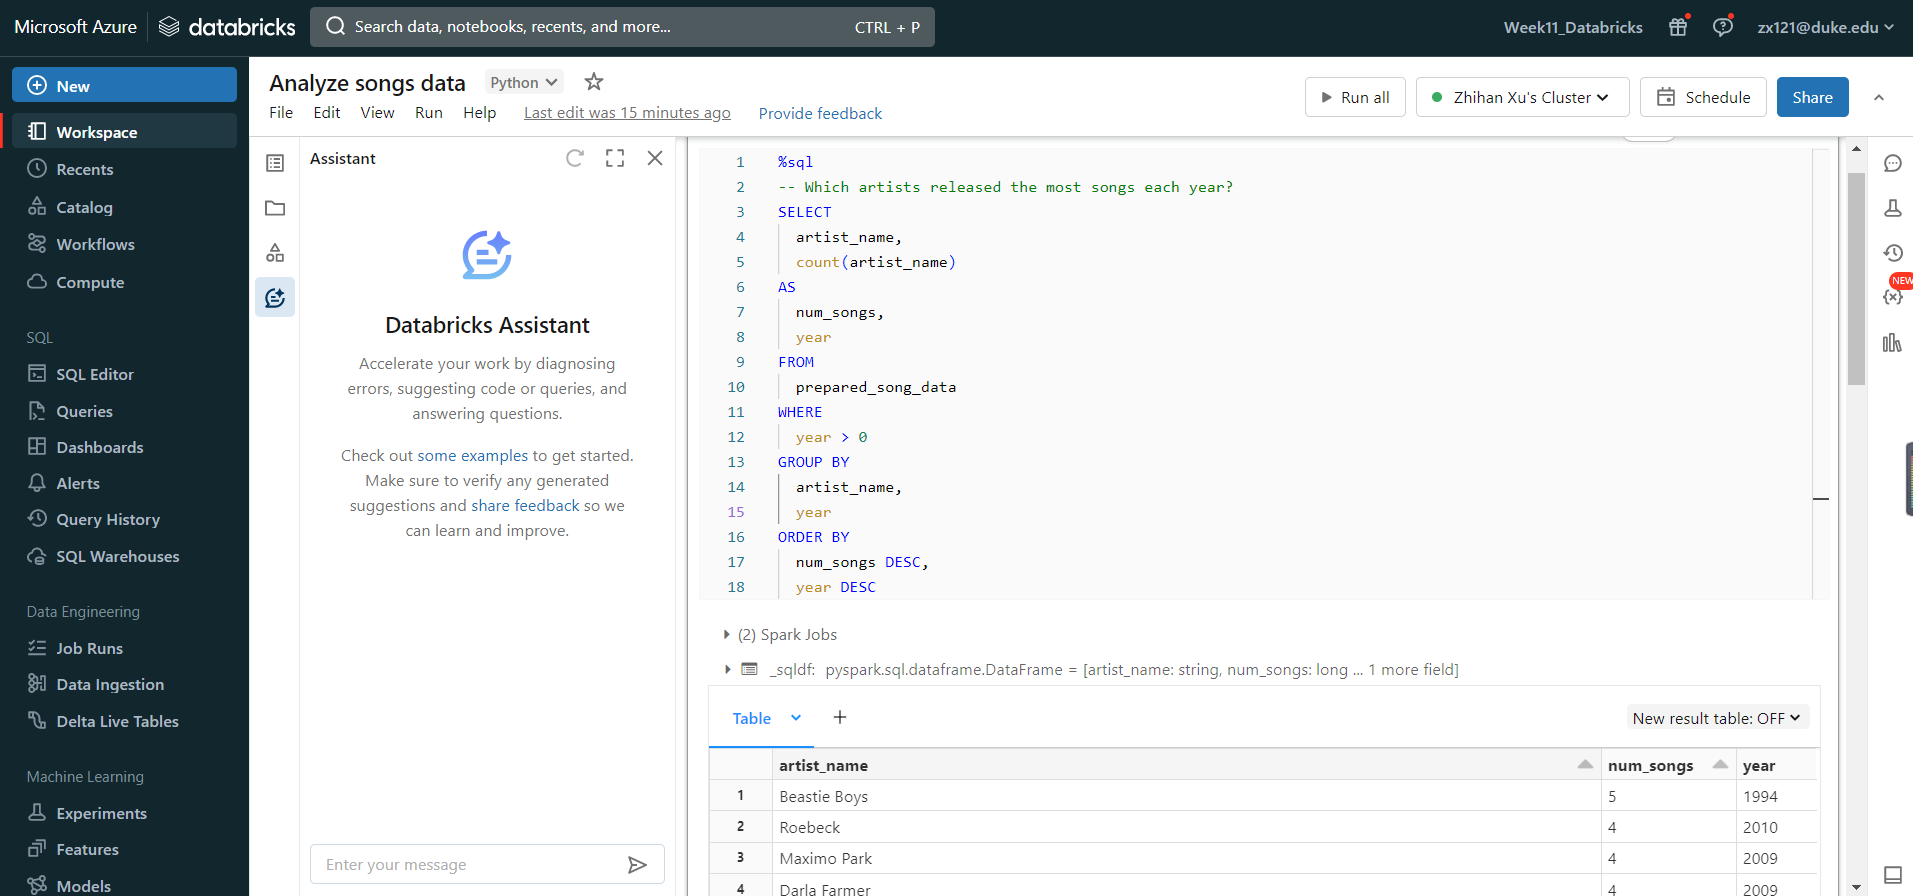 Microsoft Azure
databricks
Search data, notebooks, recents, and more...
CTRL + P
Week11_Databricks
zx121@duke.edu
New
Workspace
Recents
Catalog
Workflows
Compute
SQL
SQL Editor
Queries
Dashboards
Alerts
Query History
SQL Warehouses
Data Engineering
Job Runs
Data Ingestion
Delta Live Tables
Machine Learning
Experiments
Features
Models
Analyze songs data
Python
File Edit View Run Help Last edit was 15 minutes ago Provide feedback
Run all
Zhihan Xu's Cluster
Schedule
Share
Assistant
Databricks Assistant
Accelerate your work by diagnosing
errors, suggesting code or queries, and
answering questions.
Check out some examples to get started.
Make sure to verify any generated
suggestions and share feedback so we
can learn and improve.
Enter your message
1 %sql
2 -- Which artists released the most songs each year?
3 SELECT
4 artist_name,
5 count(artist_name)
6 AS
7 num_songs,
8 year
9 FROM
10 prepared_song_data
11 WHERE
12 year > 0
13 GROUP BY
14 artist_name,
15 year
16 ORDER BY
17 num_songs DESC,
18 year DESC
(2) Spark Jobs
_sqldf: pyspark.sql.dataframe.DataFrame = [artist_name: string, num_songs: long ... 1 more field]
Table
+
New result table: OFF
artist_name num_songs year
1 Beastie Boys 5 1994
2 Roebeck 4 2010
3 Maximo Park 4 2009
4 Darla Farmer 4 2009
NEW